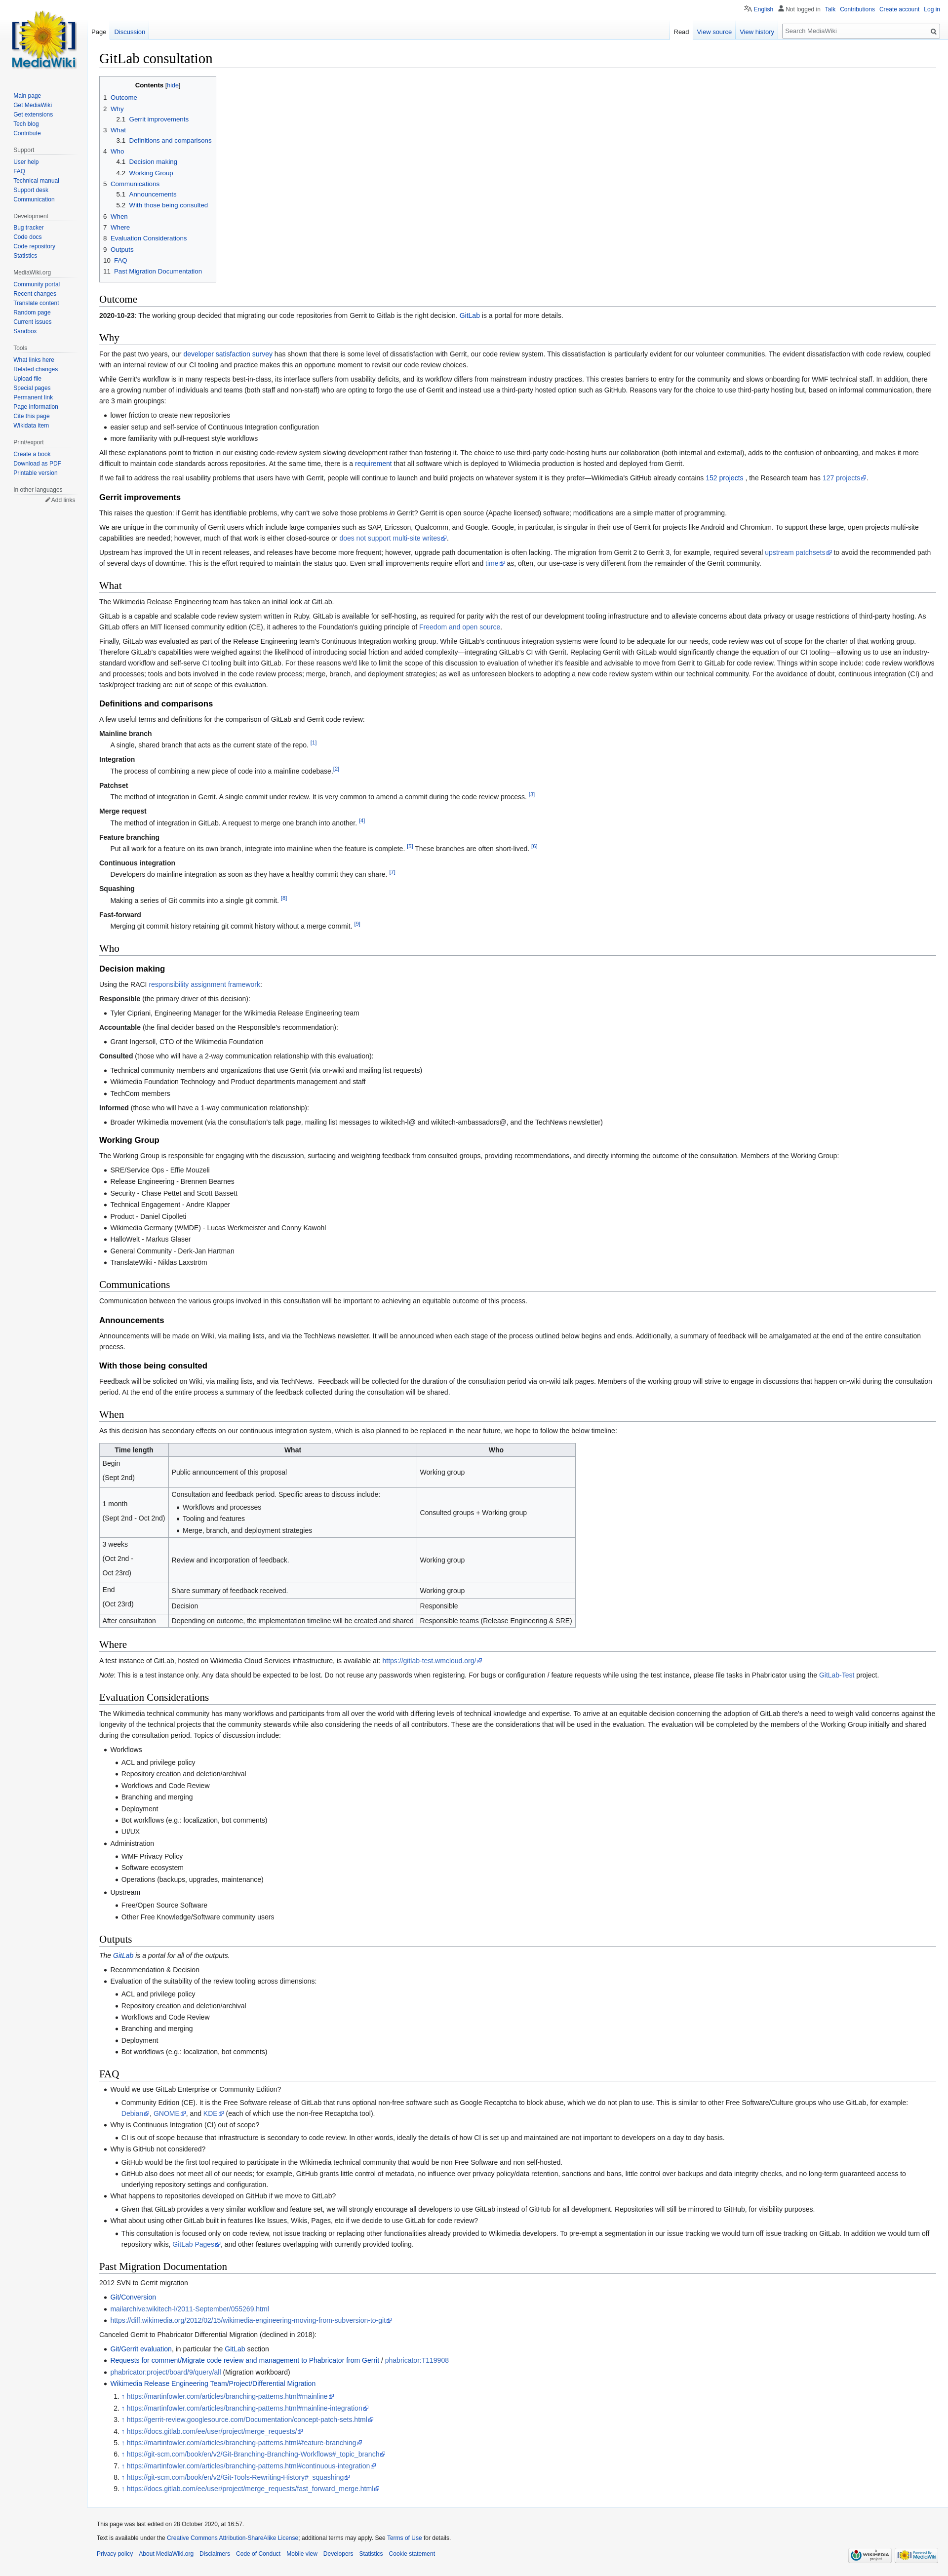 English Not logged in Talk Contributions Create account Log in
Page Discussion Read View source View history Search MediaWiki
MediaWiki
Main page
Get MediaWiki
Get extensions
Tech blog
Contribute
Support
User help
FAQ
Technical manual
Support desk
Communication
Development
Bug tracker
Code docs
Code repository
Statistics
MediaWiki.org
Community portal
Recent changes
Translate content
Random page
Current issues
Sandbox
Tools
What links here
Related changes
Upload file
Special pages
Permanent link
Page information
Cite this page
Wikidata item
Print/export
Create a book
Download as PDF
Printable version
In other languages
Add links
GitLab consultation
Contents [hide]
1 Outcome
2 Why
2.1 Gerrit improvements
3 What
3.1 Definitions and comparisons
4 Who
4.1 Decision making
4.2 Working Group
5 Communications
5.1 Announcements
5.2 With those being consulted
6 When
7 Where
8 Evaluation Considerations
9 Outputs
10 FAQ
11 Past Migration Documentation
Outcome
2020-10-23: The working group decided that migrating our code repositories from Gerrit to Gitlab is the right decision. GitLab is a portal for more details.
Why
For the past two years, our developer satisfaction survey has shown that there is some level of dissatisfaction with Gerrit, our code review system. This dissatisfaction is particularly evident for our volunteer communities. The evident dissatisfaction with code review, coupled
with an internal review of our CI tooling and practice makes this an opportune moment to revisit our code review choices.
While Gerrit's workflow is in many respects best-in-class, its interface suffers from usability deficits, and its workflow differs from mainstream industry practices. This creates barriers to entry for the community and slows onboarding for WMF technical staff. In addition, there
are a growing number of individuals and teams (both staff and non-staff) who are opting to forgo the use of Gerrit and instead use a third-party hosted option such as GitHub. Reasons vary for the choice to use third-party hosting but, based on informal communication, there
are 3 main groupings:
lower friction to create new repositories
easier setup and self-service of Continuous Integration configuration
more familiarity with pull-request style workflows
All these explanations point to friction in our existing code-review system slowing development rather than fostering it. The choice to use third-party code-hosting hurts our collaboration (both internal and external), adds to the confusion of onboarding, and makes it more
difficult to maintain code standards across repositories. At the same time, there is a requirement that all software which is deployed to Wikimedia production is hosted and deployed from Gerrit.
If we fail to address the real usability problems that users have with Gerrit, people will continue to launch and build projects on whatever system it is they prefer—Wikimedia's GitHub already contains 152 projects , the Research team has 127 projects.
Gerrit improvements
This raises the question: if Gerrit has identifiable problems, why can't we solve those problems in Gerrit? Gerrit is open source (Apache licensed) software; modifications are a simple matter of programming.
We are unique in the community of Gerrit users which include large companies such as SAP, Ericsson, Qualcomm, and Google. Google, in particular, is singular in their use of Gerrit for projects like Android and Chromium. To support these large, open projects multi-site
capabilities are needed; however, much of that work is either closed-source or does not support multi-site writes.
Upstream has improved the UI in recent releases, and releases have become more frequent; however, upgrade path documentation is often lacking. The migration from Gerrit 2 to Gerrit 3, for example, required several upstream patchsets to avoid the recommended path
of several days of downtime. This is the effort required to maintain the status quo. Even small improvements require effort and time as, often, our use-case is very different from the remainder of the Gerrit community.
What
The Wikimedia Release Engineering team has taken an initial look at GitLab.
GitLab is a capable and scalable code review system written in Ruby. GitLab is available for self-hosting, as required for parity with the rest of our development tooling infrastructure and to alleviate concerns about data privacy or usage restrictions of third-party hosting. As
GitLab offers an MIT licensed community edition (CE), it adheres to the Foundation's guiding principle of Freedom and open source.
Finally, GitLab was evaluated as part of the Release Engineering team's Continuous Integration working group. While GitLab's continuous integration systems were found to be adequate for our needs, code review was out of scope for the charter of that working group.
Therefore GitLab's capabilities were weighed against the likelihood of introducing social friction and added complexity—integrating GitLab's CI with Gerrit. Replacing Gerrit with GitLab would significantly change the equation of our CI tooling—allowing us to use an industry-
standard workflow and self-serve CI tooling built into GitLab. For these reasons we'd like to limit the scope of this discussion to evaluation of whether it's feasible and advisable to move from Gerrit to GitLab for code review. Things within scope include: code review workflows
and processes; tools and bots involved in the code review process; merge, branch, and deployment strategies; as well as unforeseen blockers to adopting a new code review system within our technical community. For the avoidance of doubt, continuous integration (CI) and
task/project tracking are out of scope of this evaluation.
Definitions and comparisons
A few useful terms and definitions for the comparison of GitLab and Gerrit code review:
Mainline branch
A single, shared branch that acts as the current state of the repo. [1]
Integration
The process of combining a new piece of code into a mainline codebase.[2]
Patchset
The method of integration in Gerrit. A single commit under review. It is very common to amend a commit during the code review process. [3]
Merge request
The method of integration in GitLab. A request to merge one branch into another. [4]
Feature branching
Put all work for a feature on its own branch, integrate into mainline when the feature is complete. [5] These branches are often short-lived. [6]
Continuous integration
Developers do mainline integration as soon as they have a healthy commit they can share. [7]
Squashing
Making a series of Git commits into a single git commit. [8]
Fast-forward
Merging git commit history retaining git commit history without a merge commit. [9]
Who
Decision making
Using the RACI responsibility assignment framework:
Responsible (the primary driver of this decision):
Tyler Cipriani, Engineering Manager for the Wikimedia Release Engineering team
Accountable (the final decider based on the Responsible's recommendation):
Grant Ingersoll, CTO of the Wikimedia Foundation
Consulted (those who will have a 2-way communication relationship with this evaluation):
Technical community members and organizations that use Gerrit (via on-wiki and mailing list requests)
Wikimedia Foundation Technology and Product departments management and staff
TechCom members
Informed (those who will have a 1-way communication relationship):
Broader Wikimedia movement (via the consultation's talk page, mailing list messages to wikitech-l@ and wikitech-ambassadors@, and the TechNews newsletter)
Working Group
The Working Group is responsible for engaging with the discussion, surfacing and weighting feedback from consulted groups, providing recommendations, and directly informing the outcome of the consultation. Members of the Working Group:
SRE/Service Ops - Effie Mouzeli
Release Engineering - Brennen Bearnes
Security - Chase Pettet and Scott Bassett
Technical Engagement - Andre Klapper
Product - Daniel Cipolleti
Wikimedia Germany (WMDE) - Lucas Werkmeister and Conny Kawohl
HalloWelt - Markus Glaser
General Community - Derk-Jan Hartman
TranslateWiki - Niklas Laxström
Communications
Communication between the various groups involved in this consultation will be important to achieving an equitable outcome of this process.
Announcements
Announcements will be made on Wiki, via mailing lists, and via the TechNews newsletter. It will be announced when each stage of the process outlined below begins and ends. Additionally, a summary of feedback will be amalgamated at the end of the entire consultation
process.
With those being consulted
Feedback will be solicited on Wiki, via mailing lists, and via TechNews. Feedback will be collected for the duration of the consultation period via on-wiki talk pages. Members of the working group will strive to engage in discussions that happen on-wiki during the consultation
period. At the end of the entire process a summary of the feedback collected during the consultation will be shared.
When
As this decision has secondary effects on our continuous integration system, which is also planned to be replaced in the near future, we hope to follow the below timeline:
Time length What Who
Begin
(Sept 2nd)
Public announcement of this proposal
Working group
1 month
(Sept 2nd - Oct 2nd)
Consultation and feedback period. Specific areas to discuss include:
Workflows and processes
Tooling and features
Merge, branch, and deployment strategies
Consulted groups + Working group
3 weeks
(Oct 2nd -
Oct 23rd)
Review and incorporation of feedback.
Working group
End
(Oct 23rd)
Share summary of feedback received. Working group
Decision Responsible
After consultation Depending on outcome, the implementation timeline will be created and shared Responsible teams (Release Engineering & SRE)
Where
A test instance of GitLab, hosted on Wikimedia Cloud Services infrastructure, is available at: https://gitlab-test.wmcloud.org/
Note: This is a test instance only. Any data should be expected to be lost. Do not reuse any passwords when registering. For bugs or configuration / feature requests while using the test instance, please file tasks in Phabricator using the GitLab-Test project.
Evaluation Considerations
The Wikimedia technical community has many workflows and participants from all over the world with differing levels of technical knowledge and expertise. To arrive at an equitable decision concerning the adoption of GitLab there's a need to weigh valid concerns against the
longevity of the technical projects that the community stewards while also considering the needs of all contributors. These are the considerations that will be used in the evaluation. The evaluation will be completed by the members of the Working Group initially and shared
during the consultation period. Topics of discussion include:
Workflows
ACL and privilege policy
Repository creation and deletion/archival
Workflows and Code Review
Branching and merging
Deployment
Bot workflows (e.g.: localization, bot comments)
UI/UX
Administration
WMF Privacy Policy
Software ecosystem
Operations (backups, upgrades, maintenance)
Upstream
Free/Open Source Software
Other Free Knowledge/Software community users
Outputs
The GitLab is a portal for all of the outputs.
Recommendation & Decision
Evaluation of the suitability of the review tooling across dimensions:
ACL and privilege policy
Repository creation and deletion/archival
Workflows and Code Review
Branching and merging
Deployment
Bot workflows (e.g.: localization, bot comments)
FAQ
Would we use GitLab Enterprise or Community Edition?
Community Edition (CE). It is the Free Software release of GitLab that runs optional non-free software such as Google Recaptcha to block abuse, which we do not plan to use. This is similar to other Free Software/Culture groups who use GitLab, for example:
Debian, GNOME, and KDE (each of which use the non-free Recaptcha tool).
Why is Continuous Integration (CI) out of scope?
CI is out of scope because that infrastructure is secondary to code review. In other words, ideally the details of how CI is set up and maintained are not important to developers on a day to day basis.
Why is GitHub not considered?
GitHub would be the first tool required to participate in the Wikimedia technical community that would be non Free Software and non self-hosted.
GitHub also does not meet all of our needs; for example, GitHub grants little control of metadata, no influence over privacy policy/data retention, sanctions and bans, little control over backups and data integrity checks, and no long-term guaranteed access to
underlying repository settings and configuration.
What happens to repositories developed on GitHub if we move to GitLab?
Given that GitLab provides a very similar workflow and feature set, we will strongly encourage all developers to use GitLab instead of GitHub for all development. Repositories will still be mirrored to GitHub, for visibility purposes.
What about using other GitLab built in features like Issues, Wikis, Pages, etc if we decide to use GitLab for code review?
This consultation is focused only on code review, not issue tracking or replacing other functionalities already provided to Wikimedia developers. To pre-empt a segmentation in our issue tracking we would turn off issue tracking on GitLab. In addition we would turn off
repository wikis, GitLab Pages, and other features overlapping with currently provided tooling.
Past Migration Documentation
2012 SVN to Gerrit migration
Git/Conversion
mailarchive:wikitech-l/2011-September/055269.html
https://diff.wikimedia.org/2012/02/15/wikimedia-engineering-moving-from-subversion-to-git
Canceled Gerrit to Phabricator Differential Migration (declined in 2018):
Git/Gerrit evaluation, in particular the GitLab section
Requests for comment/Migrate code review and management to Phabricator from Gerrit / phabricator:T119908
phabricator:project/board/9/query/all (Migration workboard)
Wikimedia Release Engineering Team/Project/Differential Migration
1. ↑ https://martinfowler.com/articles/branching-patterns.html#mainline
2. ↑ https://martinfowler.com/articles/branching-patterns.html#mainline-integration
3. ↑ https://gerrit-review.googlesource.com/Documentation/concept-patch-sets.html
4. ↑ https://docs.gitlab.com/ee/user/project/merge_requests/
5. ↑ https://martinfowler.com/articles/branching-patterns.html#feature-branching
6. ↑ https://git-scm.com/book/en/v2/Git-Branching-Branching-Workflows#_topic_branch
7. ↑ https://martinfowler.com/articles/branching-patterns.html#continuous-integration
8. ↑ https://git-scm.com/book/en/v2/Git-Tools-Rewriting-History#_squashing
9. ↑ https://docs.gitlab.com/ee/user/project/merge_requests/fast_forward_merge.html
This page was last edited on 28 October 2020, at 16:57.
Text is available under the Creative Commons Attribution-ShareAlike License; additional terms may apply. See Terms of Use for details.
Privacy policy About MediaWiki.org Disclaimers Code of Conduct Mobile view Developers Statistics Cookie statement
A WIKIMEDIA project Powered By MediaWiki